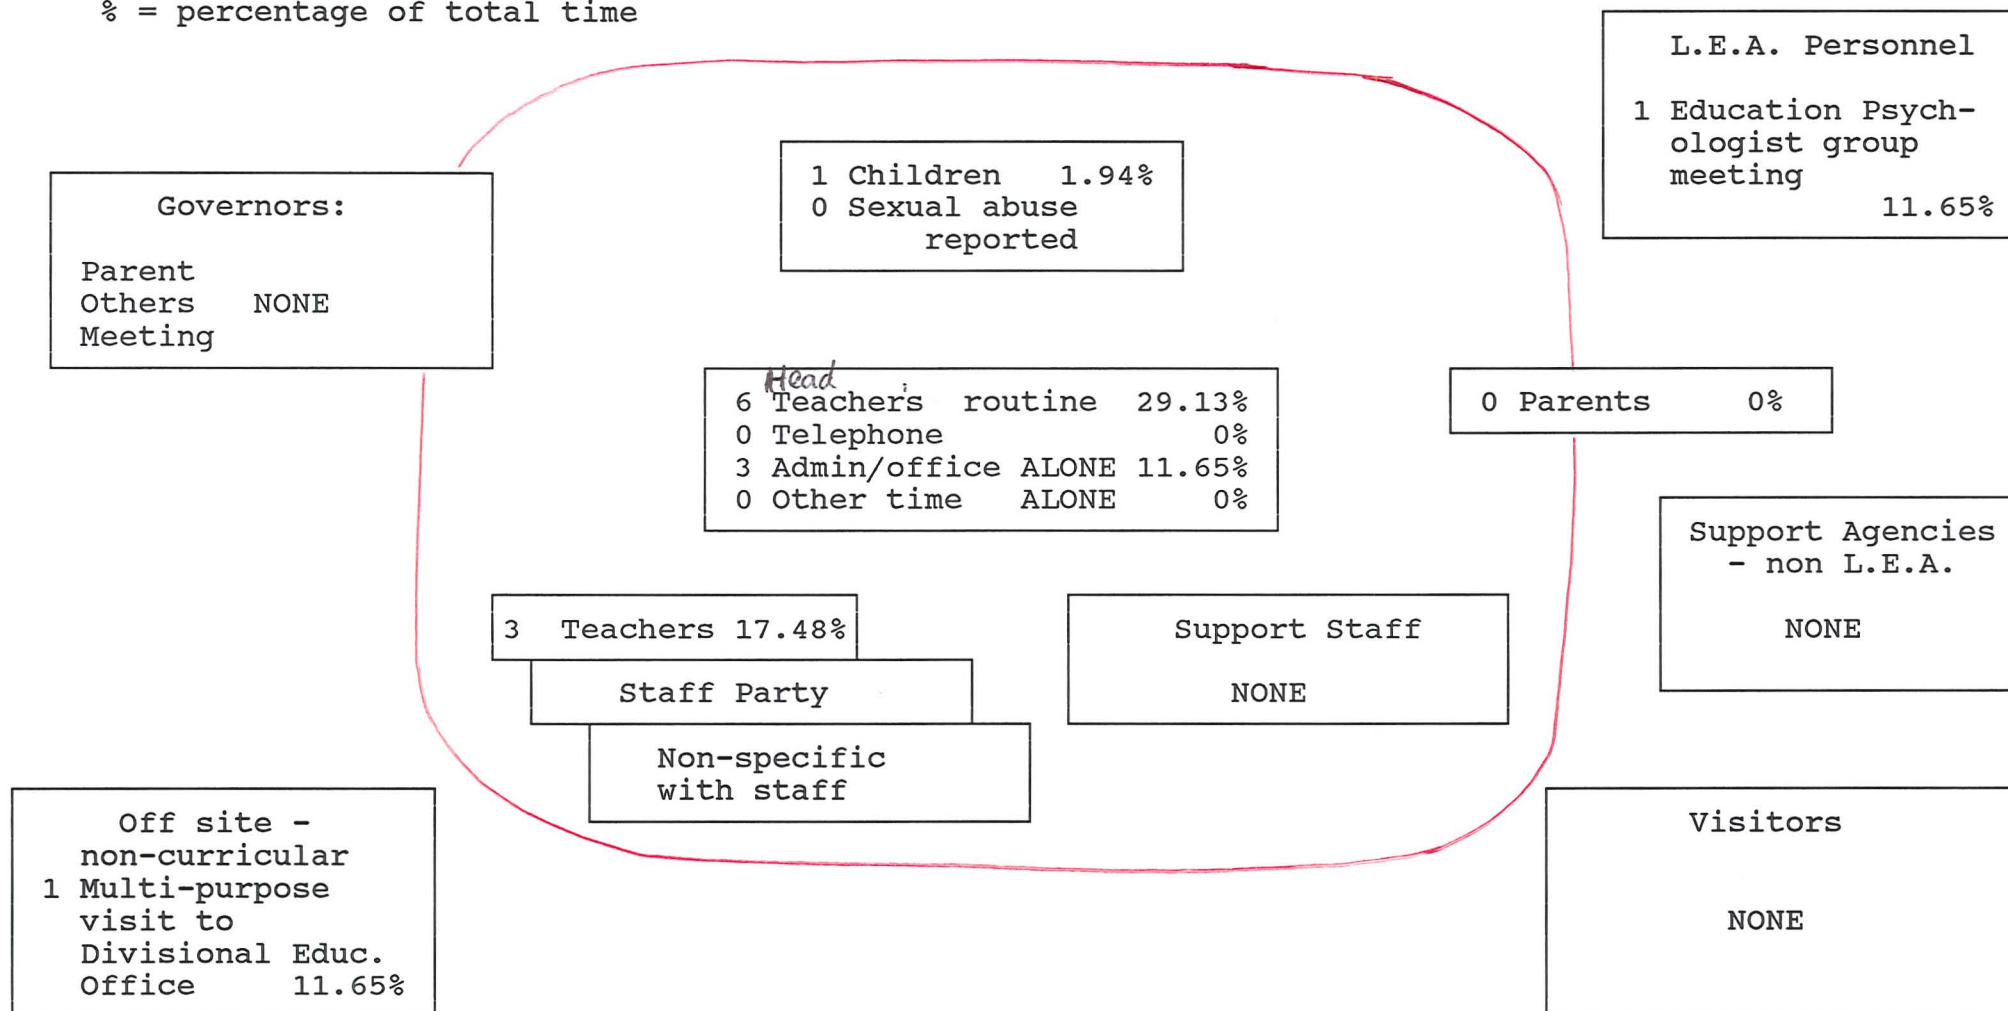 % = percentage of total time
L.E.A. Personnel
1 Education Psych-
ologist group
meeting
11.65%
1 Children 1.94%
0 Sexual abuse
reported
Governors:
Parent
Others NONE
Meeting
Head
6 Teacher's routine 29.13%
0 Telephone 0%
3 Admin/office ALONE 11.65%
0 Other time ALONE 0%
0 Parents 0%
Support Agencies
- non L.E.A.
NONE
3 Teachers 17.48%
Staff Party
Non-specific
with staff
Support Staff
NONE
Off site -
non-curricular
1 Multi-purpose
visit to
Divisional Educ.
Office 11.65%
Visitors
NONE